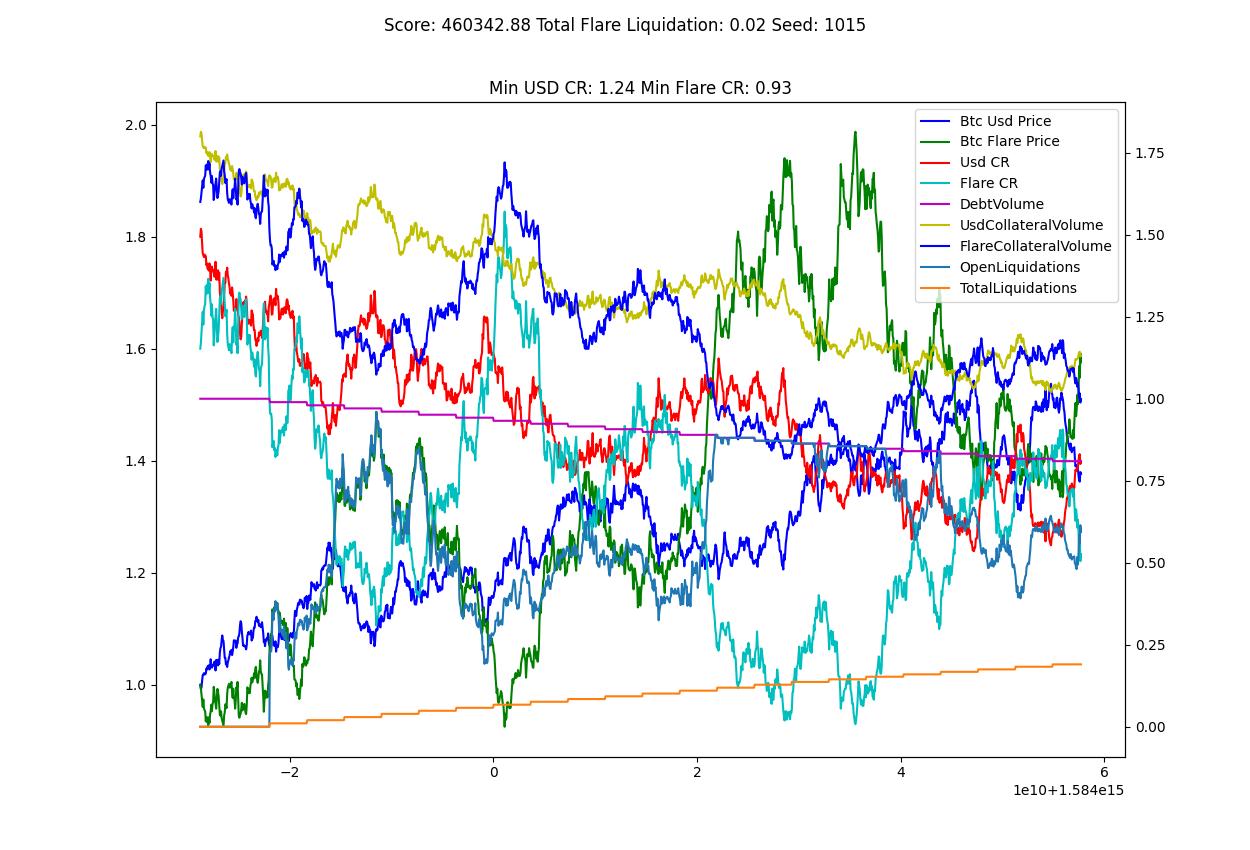 Score: 460342.88 Total Flare Liquidation: 0.02 Seed: 1015
Min USD CR: 1.24 Min Flare CR: 0.93
Btc Usd Price
Btc Flare Price
Usd CR
Flare CR
DebtVolume
UsdCollateralVolume
FlareCollateralVolume
OpenLiquidations
TotalLiquidations
2.0
1.8
1.6
1.4
1.2
1.0
1.75
1.50
1.25
1.00
0.75
0.50
0.25
0.00
−2 0 2 4 6
1e10+1.584e15